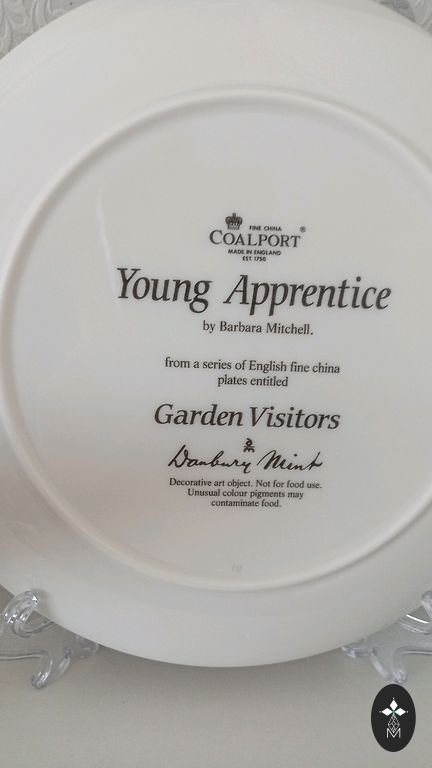 FINE CHINA
COALPORT®
MADE IN ENGLAND
EST. 1750
Young Apprentice
by Barbara Mitchell.
from a series of English fine china
plates entitled
Garden Visitors
Danbury Mint
Decorative art object. Not for food use.
Unusual colour pigments may
contaminate food.